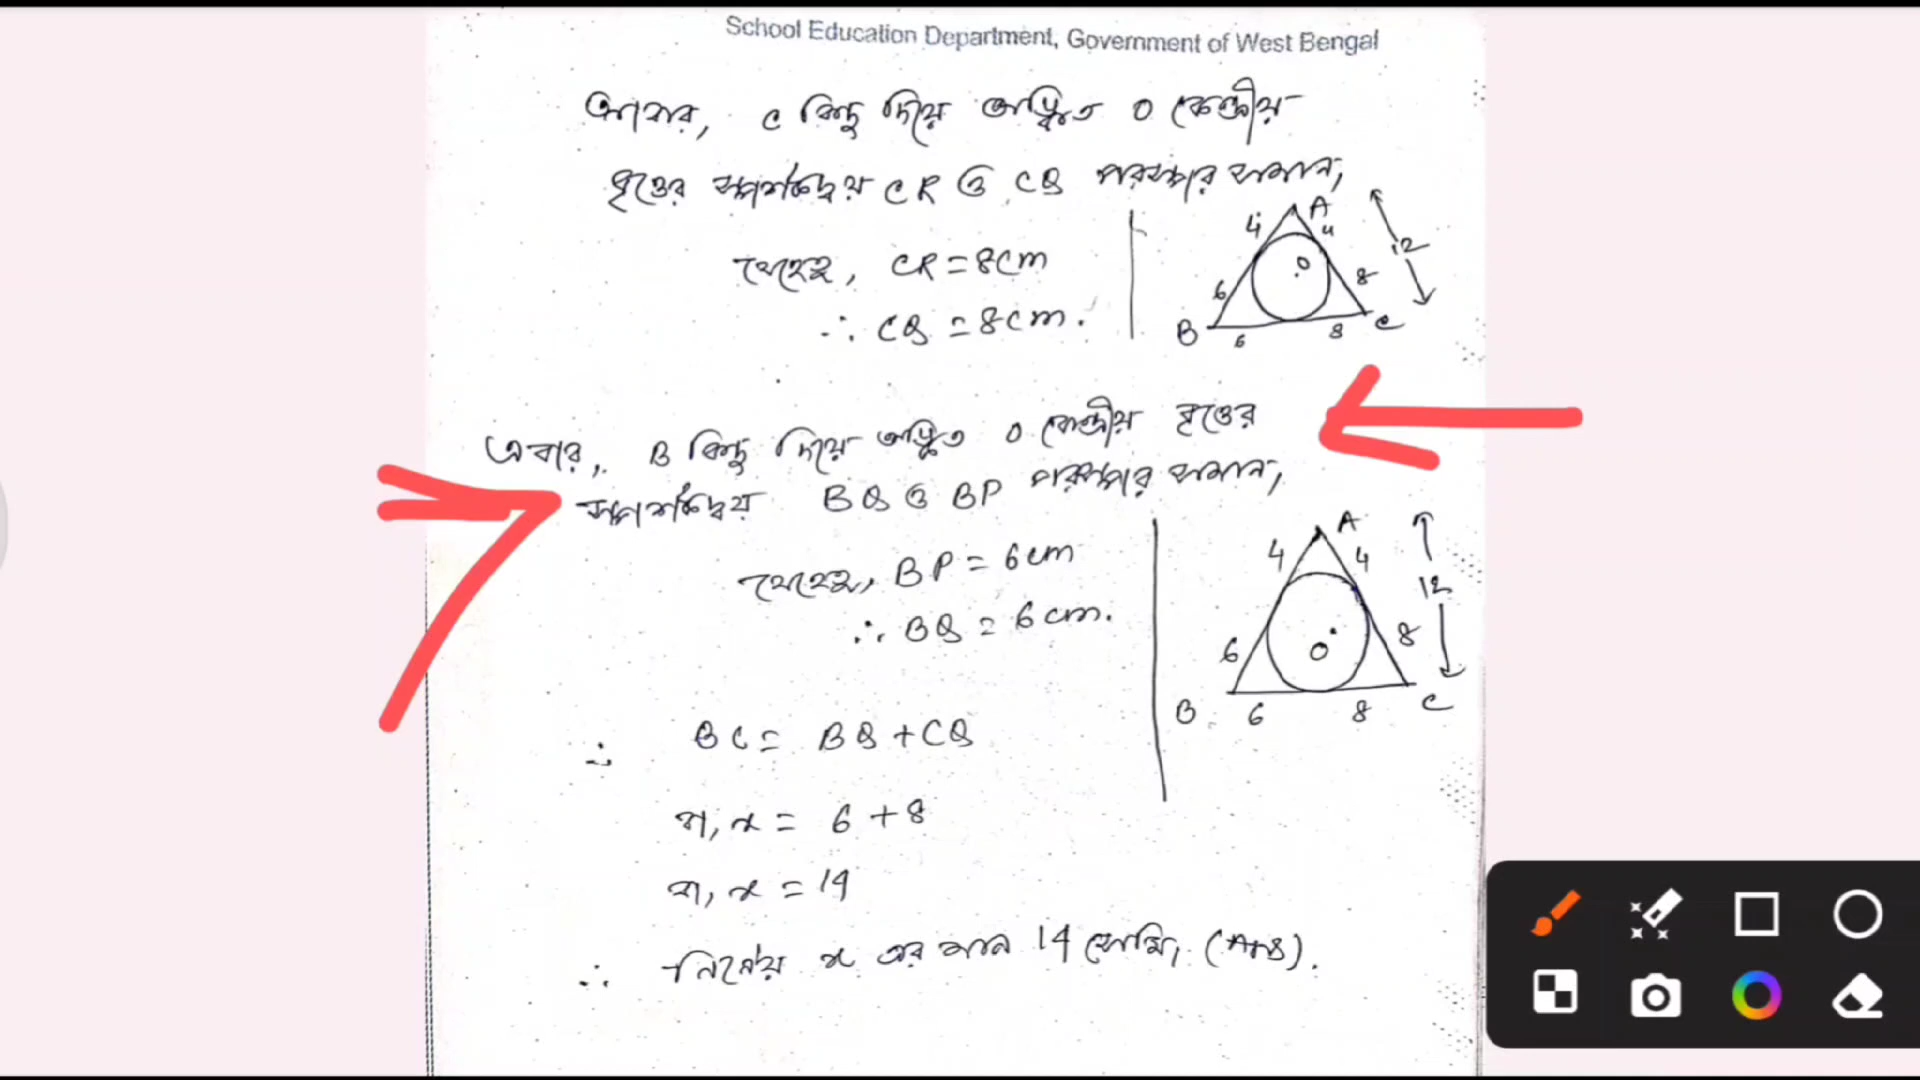 School Education Department, Government of West Bengal
আবার, C বিন্দু দিয়ে অঙ্কিত O কেন্দ্রীয়
বৃত্তের স্পর্শকদ্বয় CR ও CQ পরস্পর সমান,
যেহেতু, CR = 8cm
∴ CQ = 8cm.
A
4
4
12
O
6
8
B
6
8
C
এবার, B বিন্দু দিয়ে অঙ্কিত O কেন্দ্রীয় বৃত্তের
স্পর্শকদ্বয় BQ ও BP পরস্পর সমান,
যেহেতু, BP = 6cm
∴ BQ = 6cm.
A
4
4
12
6
O
8
B
6
8
C
∴ BC = BQ + CQ
বা, x = 6 + 8
বা, x = 14
∴ নির্ণেয় x এর মান 14 সেমি, (Ans).